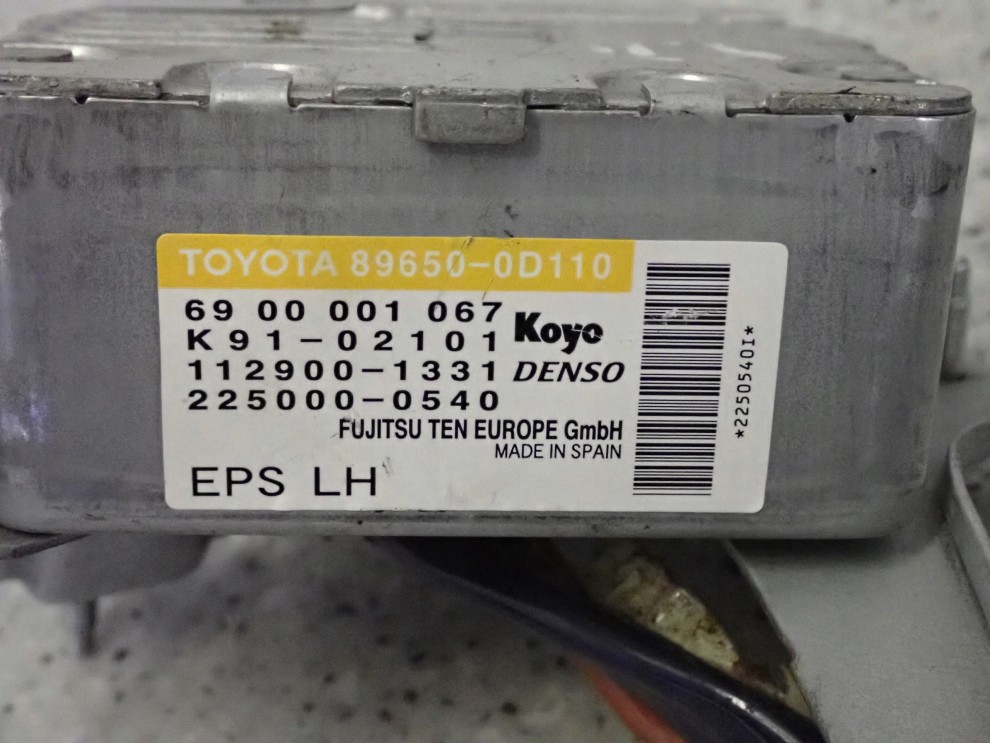 TOYOTA 89650-0D110
69 00 001 067
K91-02101 Koyo
112900-1331 DENSO
225000-0540
FUJITSU TEN EUROPE GmbH
MADE IN SPAIN
EPS LH
*2250540I*